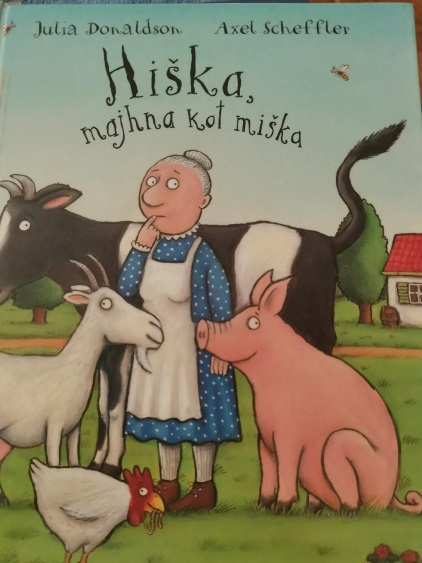 Julia Donaldson Axel Scheffler
Hiška,
majhna kot miška